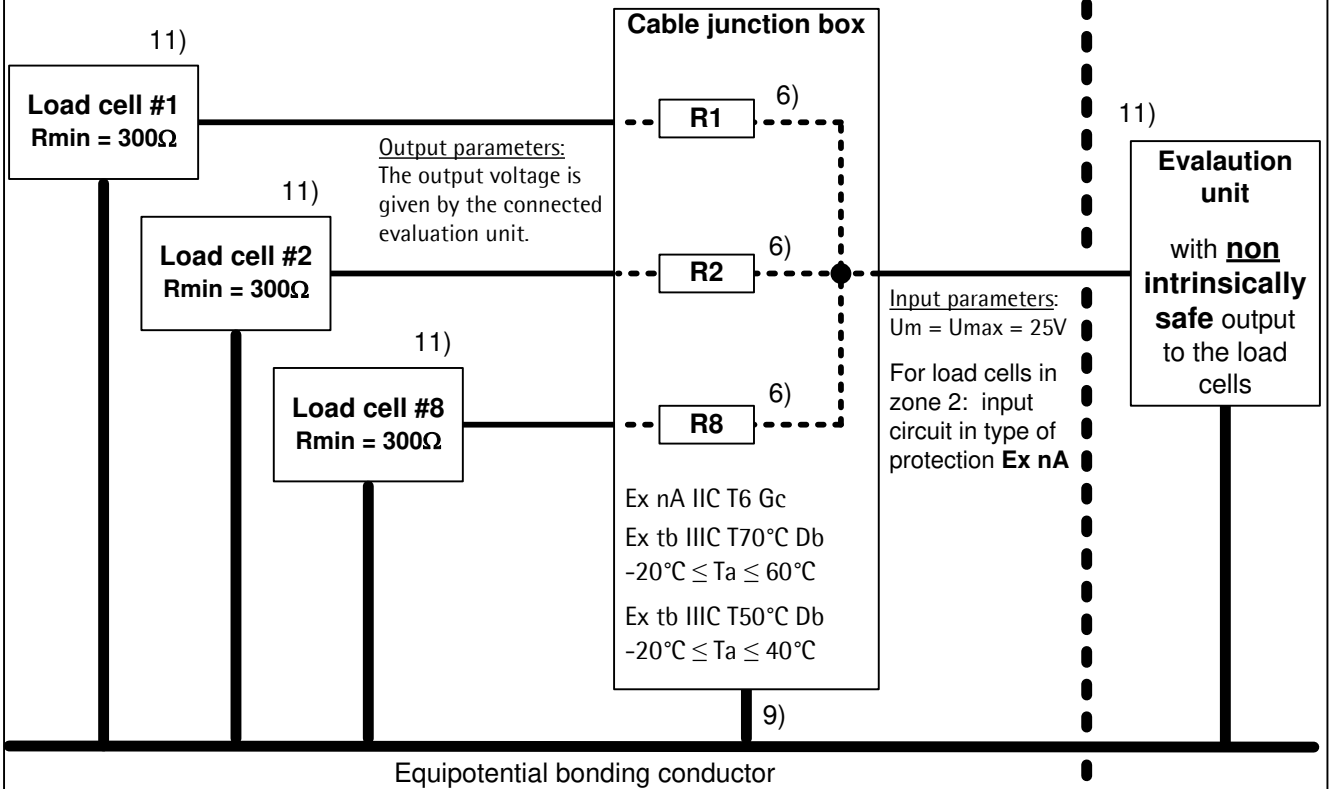 Cable junction box
11)
Load cell #1
Rmin = 300Ω
R1
6)
11)
Evalaution
unit
with non
intrinsically
safe output
to the load
cells
Output parameters:
The output voltage is
given by the connected
evaluation unit.
11)
Load cell #2
Rmin = 300Ω
R2
6)
Input parameters:
Um = Umax = 25V
For load cells in
zone 2: input
circuit in type of
protection Ex nA
11)
Load cell #8
Rmin = 300Ω
R8
6)
Ex nA IIC T6 Gc
Ex tb IIIC T70°C Db
-20°C ≤ Ta ≤ 60°C
Ex tb IIIC T50°C Db
-20°C ≤ Ta ≤ 40°C
9)
Equipotential bonding conductor